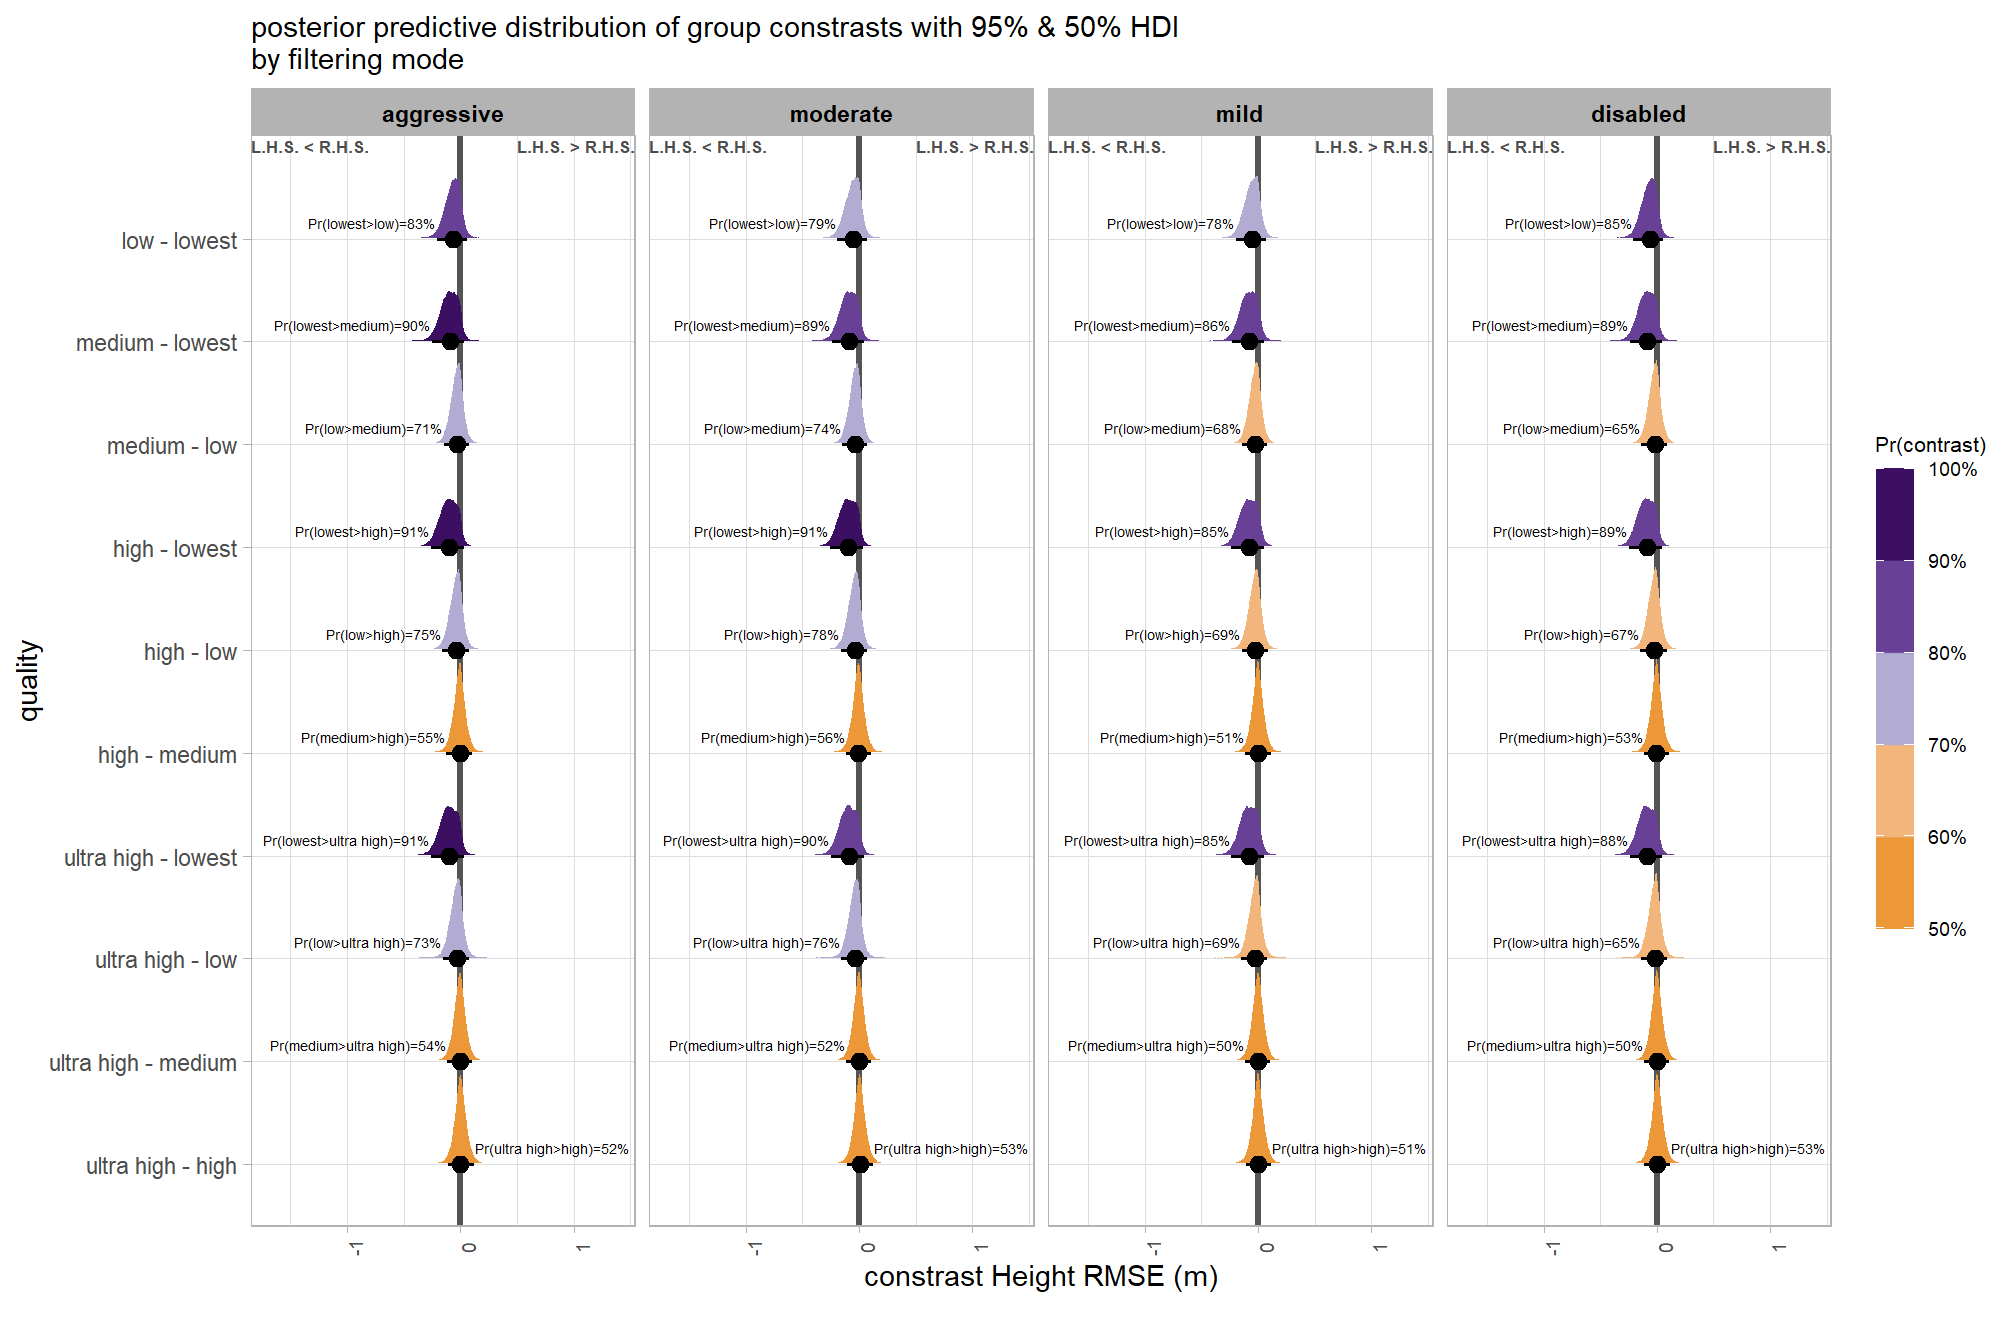 posterior predictive distribution of group constrasts with 95% & 50% HDI
by filtering mode
aggressive
moderate
mild
disabled
L.H.S. < R.H.S.
L.H.S. > R.H.S.
L.H.S. < R.H.S.
L.H.S. > R.H.S.
L.H.S. < R.H.S.
L.H.S. > R.H.S.
L.H.S. < R.H.S.
L.H.S. > R.H.S.
quality
low - lowest
Pr(lowest>low)=83%
Pr(lowest>low)=79%
Pr(lowest>low)=78%
Pr(lowest>low)=85%
medium - lowest
Pr(lowest>medium)=90%
Pr(lowest>medium)=89%
Pr(lowest>medium)=86%
Pr(lowest>medium)=89%
medium - low
Pr(low>medium)=71%
Pr(low>medium)=74%
Pr(low>medium)=68%
Pr(low>medium)=65%
high - lowest
Pr(lowest>high)=91%
Pr(lowest>high)=91%
Pr(lowest>high)=85%
Pr(lowest>high)=89%
high - low
Pr(low>high)=75%
Pr(low>high)=78%
Pr(low>high)=69%
Pr(low>high)=67%
high - medium
Pr(medium>high)=55%
Pr(medium>high)=56%
Pr(medium>high)=51%
Pr(medium>high)=53%
ultra high - lowest
Pr(lowest>ultra high)=91%
Pr(lowest>ultra high)=90%
Pr(lowest>ultra high)=85%
Pr(lowest>ultra high)=88%
ultra high - low
Pr(low>ultra high)=73%
Pr(low>ultra high)=76%
Pr(low>ultra high)=69%
Pr(low>ultra high)=65%
ultra high - medium
Pr(medium>ultra high)=54%
Pr(medium>ultra high)=52%
Pr(medium>ultra high)=50%
Pr(medium>ultra high)=50%
ultra high - high
Pr(ultra high>high)=52%
Pr(ultra high>high)=53%
Pr(ultra high>high)=51%
Pr(ultra high>high)=53%
-1
0
1
-1
0
1
-1
0
1
-1
0
1
constrast Height RMSE (m)
Pr(contrast)
100%
90%
80%
70%
60%
50%